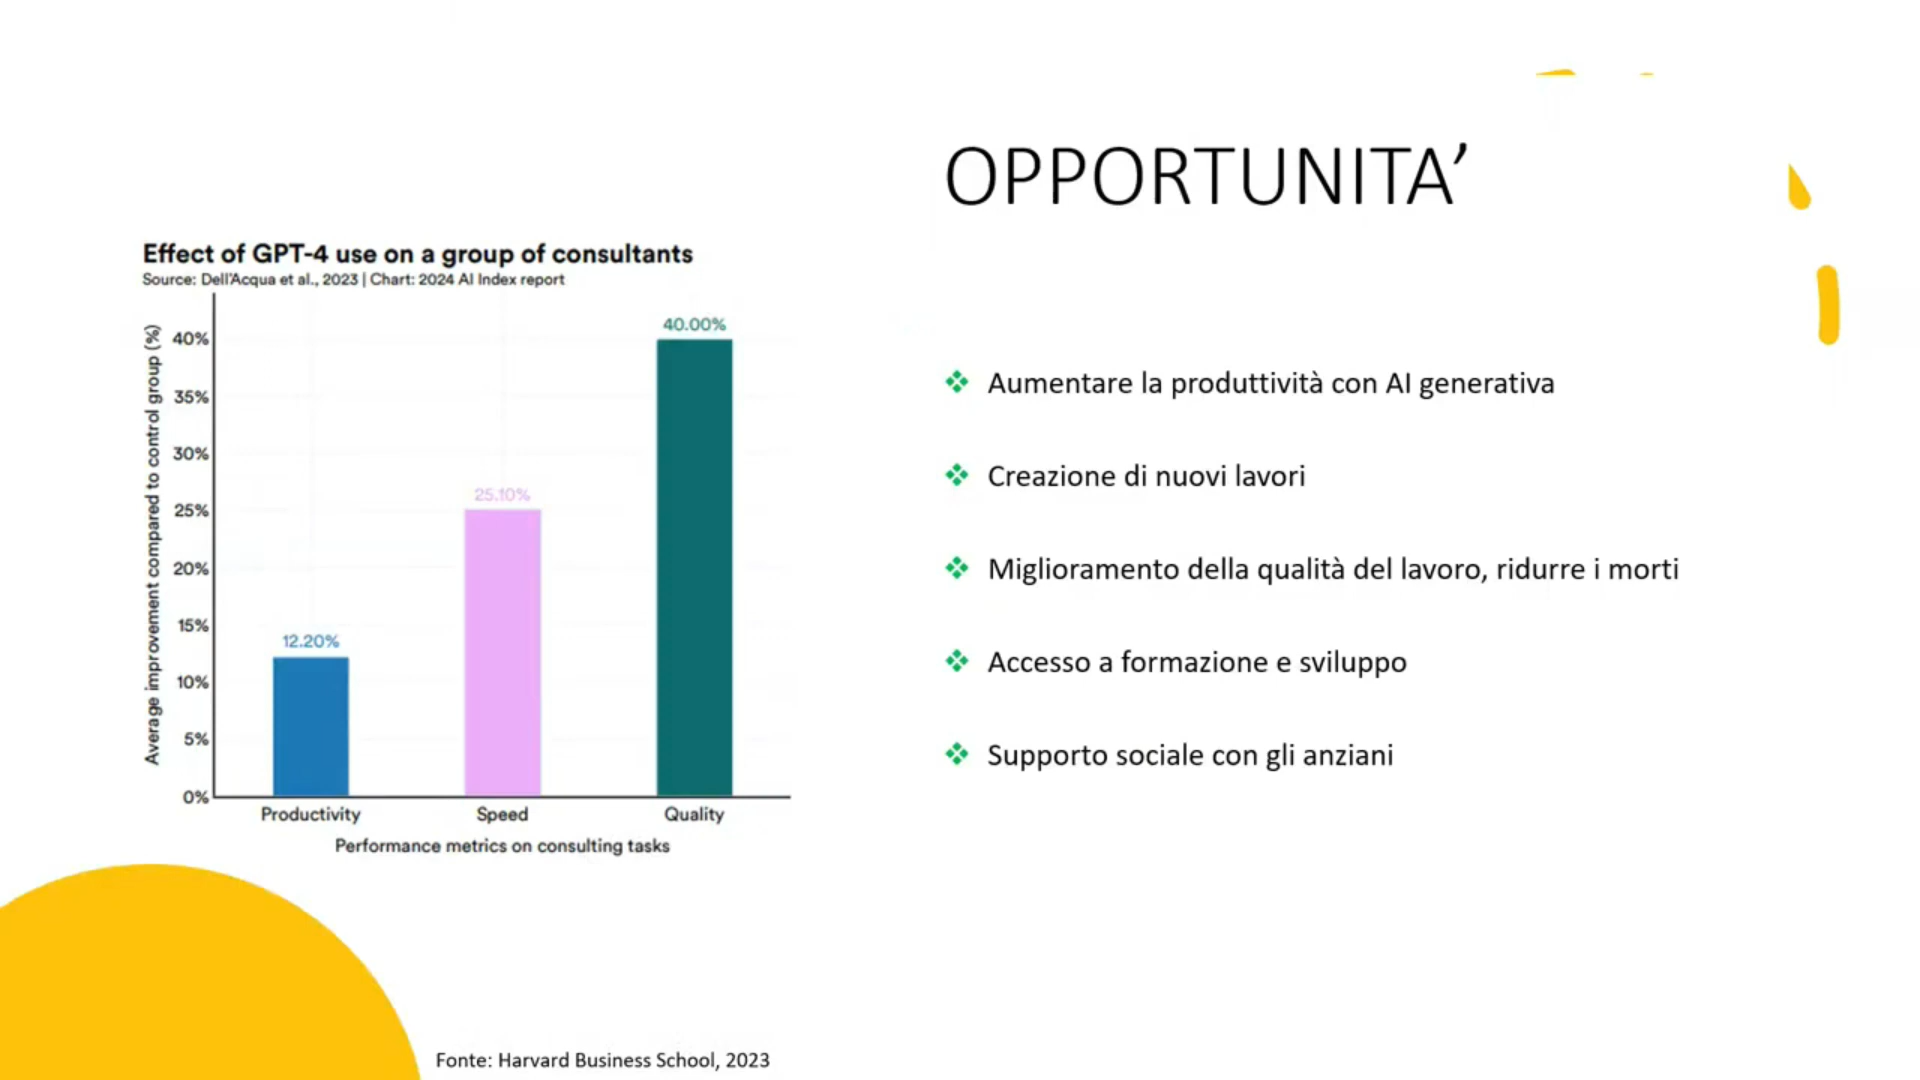 OPPORTUNITA’
Effect of GPT-4 use on a group of consultants
Source: Dell'Acqua et al., 2023 | Chart: 2024 AI Index report
Average improvement compared to control group (%)
40%
35%
30%
25%
20%
15%
10%
5%
0%
12.20%
25.10%
40.00%
Productivity
Speed
Quality
Performance metrics on consulting tasks
Aumentare la produttività con AI generativa
Creazione di nuovi lavori
Miglioramento della qualità del lavoro, ridurre i morti
Accesso a formazione e sviluppo
Supporto sociale con gli anziani
Fonte: Harvard Business School, 2023